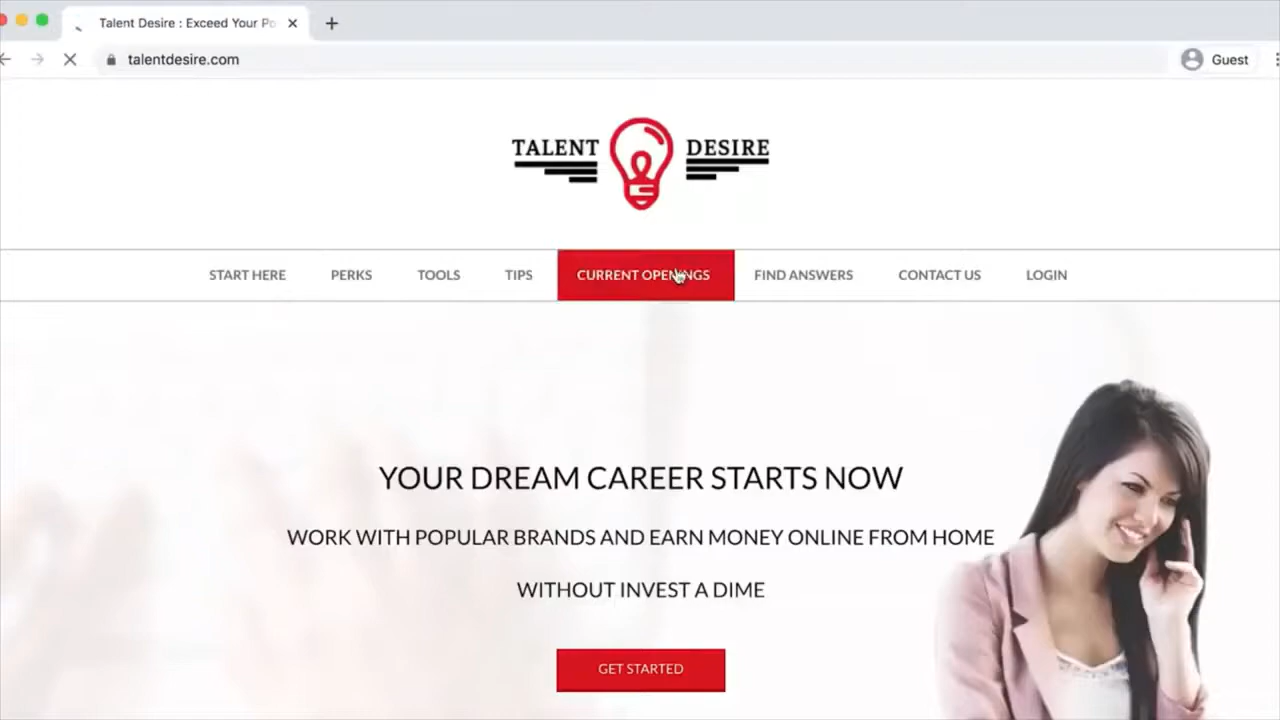 Talent Desire : Exceed Your Po
talentdesire.com
Guest
TALENT DESIRE
START HERE PERKS TOOLS TIPS CURRENT OPENINGS FIND ANSWERS CONTACT US LOGIN
YOUR DREAM CAREER STARTS NOW
WORK WITH POPULAR BRANDS AND EARN MONEY ONLINE FROM HOME
WITHOUT INVEST A DIME
GET STARTED